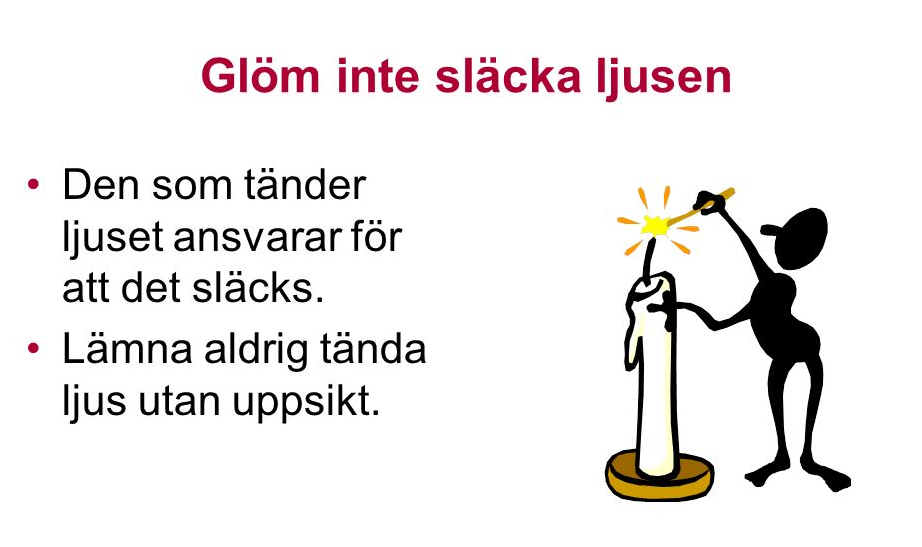 Glöm inte släcka ljusen
• Den som tänder
ljuset ansvarar för
att det släcks.
• Lämna aldrig tända
ljus utan uppsikt.